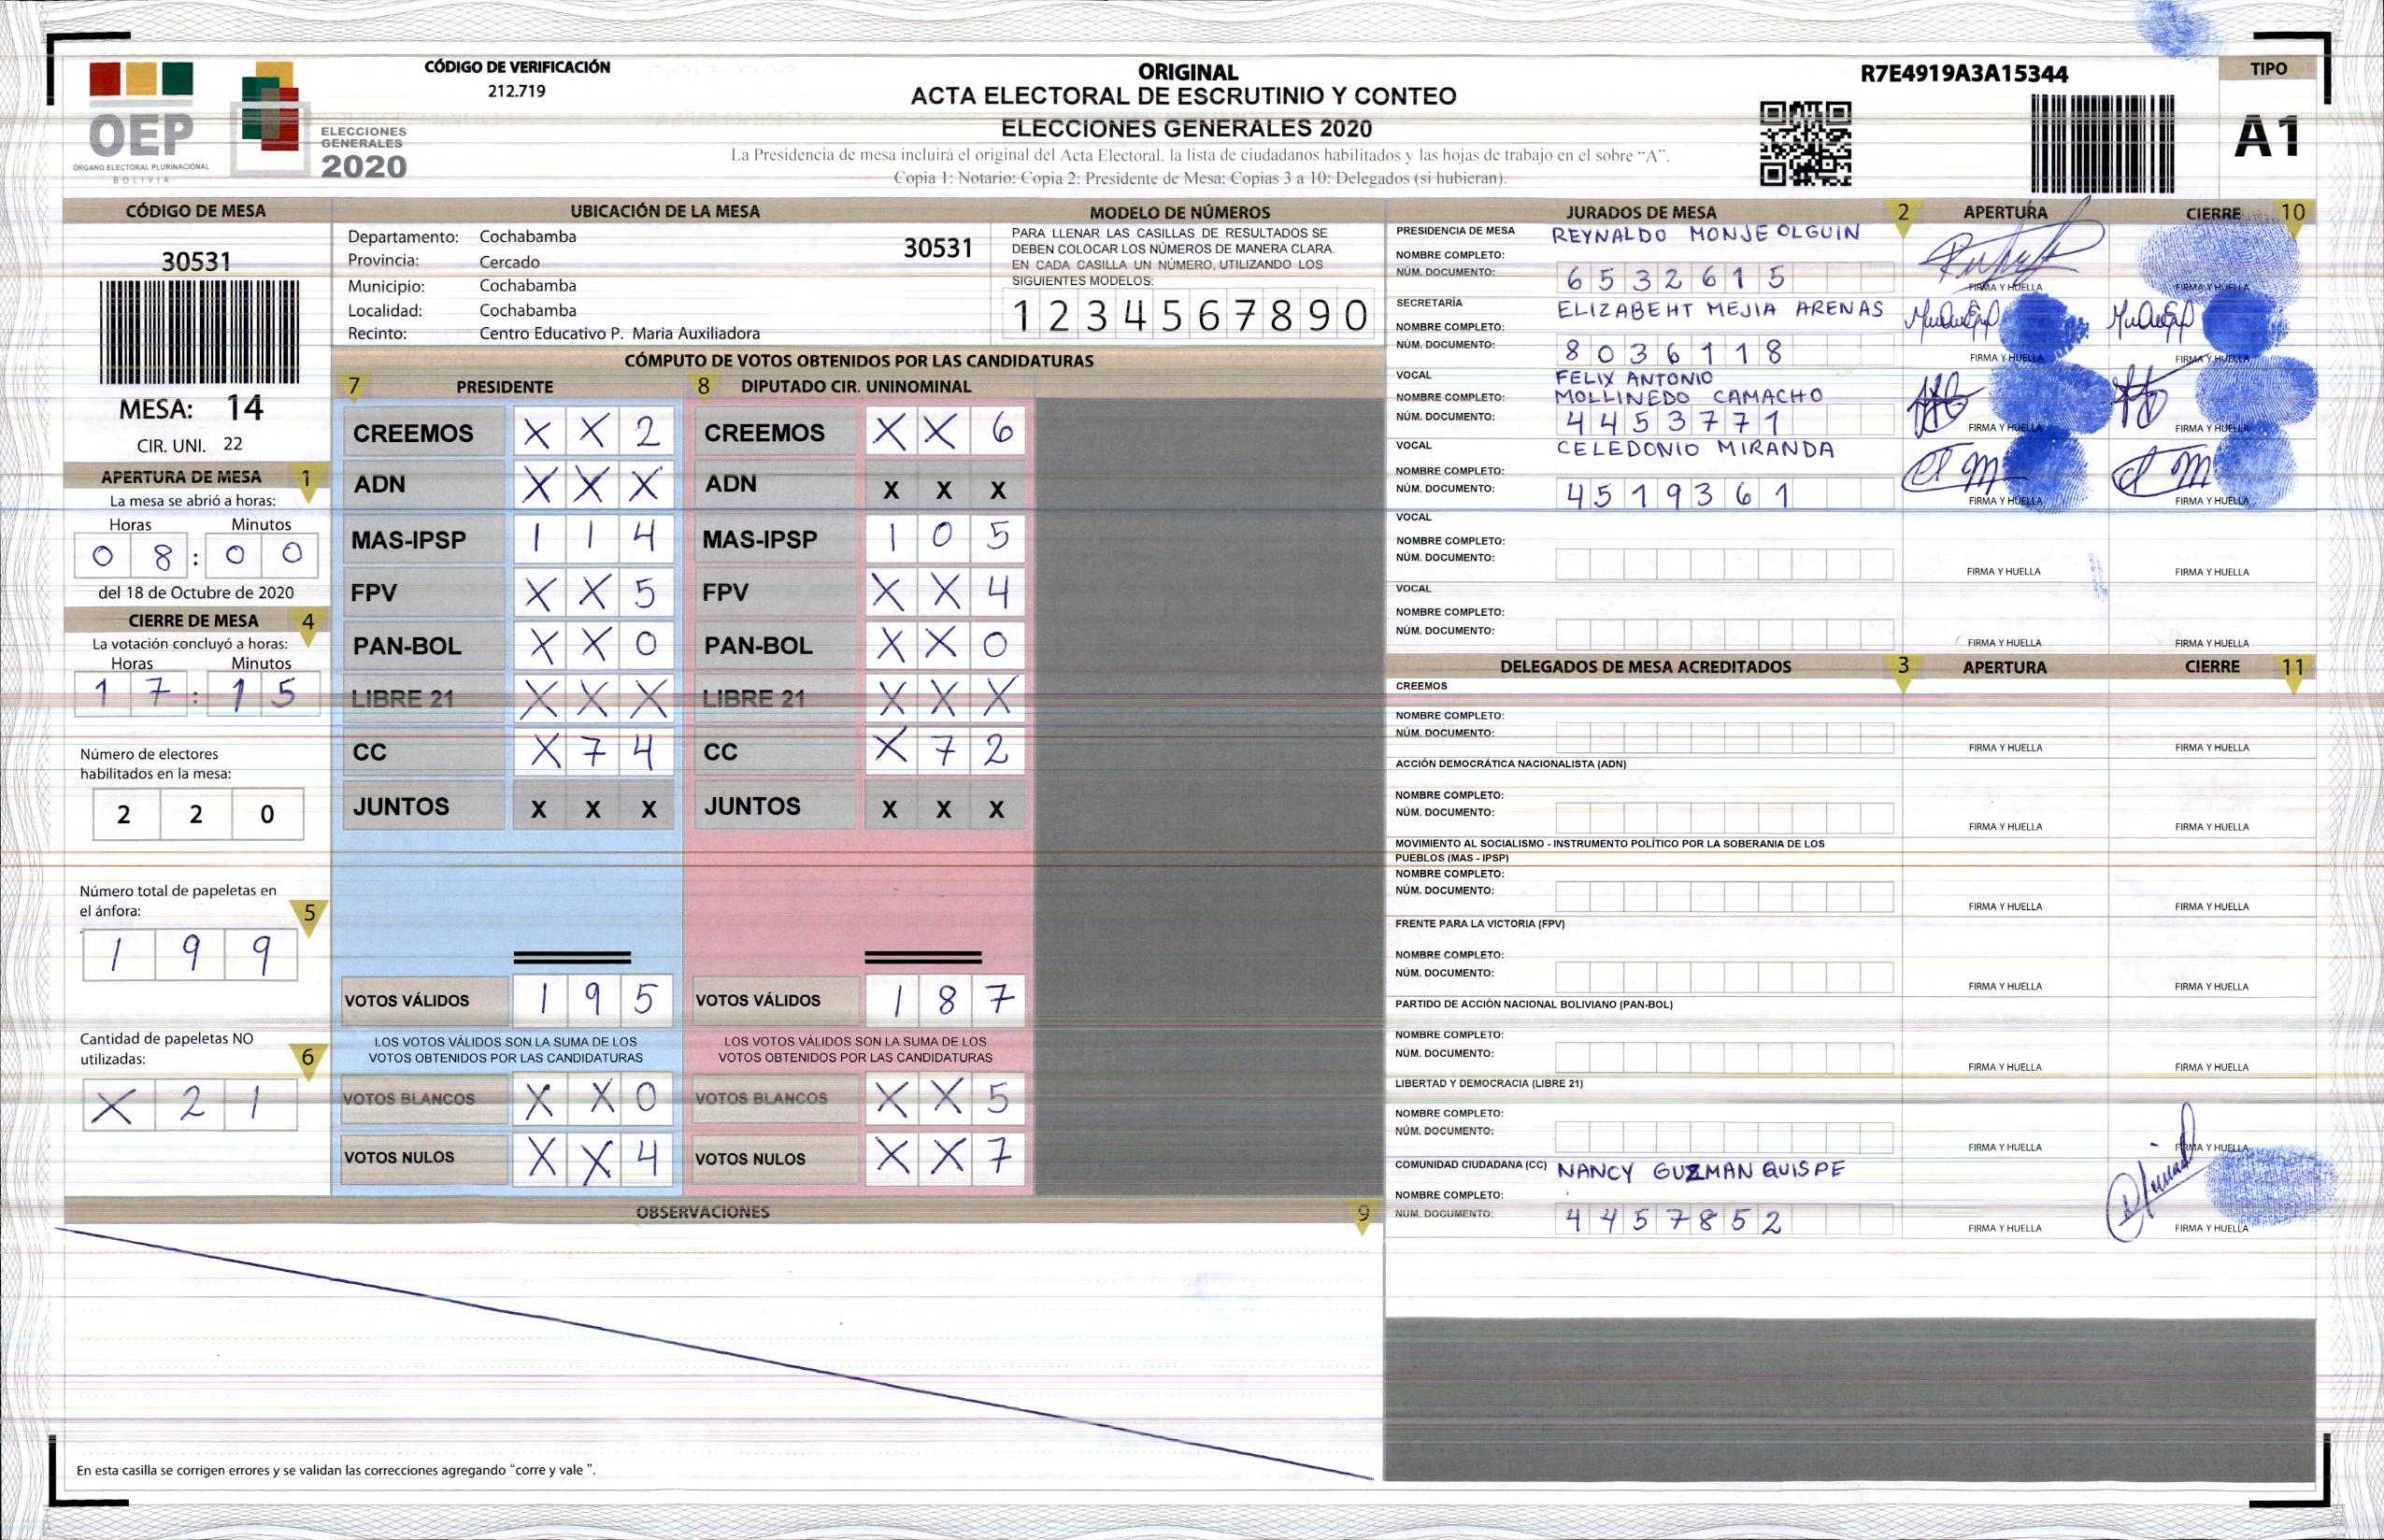 CÓDIGO DE VERIFICACIÓN
212.719
OEP
ÓRGANO ELECTORAL PLURINACIONAL
BOLIVIA
ELECCIONES
GENERALES
2020
ORIGINAL
ACTA ELECTORAL DE ESCRUTINIO Y CONTEO
ELECCIONES GENERALES 2020
La Presidencia de mesa incluirá el original del Acta Electoral, la lista de ciudadanos habilitados y las hojas de trabajo en el sobre "A".
Copia 1: Notario; Copia 2: Presidente de Mesa; Copias 3 a 10: Delegados (si hubieran).
R7E4919A3A15344
TIPO
A1
CÓDIGO DE MESA
30531
MESA: 14
CIR. UNI. 22
APERTURA DE MESA 1
La mesa se abrió a horas:
Horas Minutos
0 8 : 0 0
del 18 de Octubre de 2020
CIERRE DE MESA 4
La votación concluyó a horas:
Horas Minutos
1 7 : 1 5
Número de electores
habilitados en la mesa:
2 2 0
Número total de papeletas en
el ánfora: 5
1 9 9
Cantidad de papeletas NO
utilizadas: 6
X 2 1
UBICACIÓN DE LA MESA
Departamento: Cochabamba 30531
Provincia: Cercado
Municipio: Cochabamba
Localidad: Cochabamba
Recinto: Centro Educativo P. Maria Auxiliadora
MODELO DE NÚMEROS
PARA LLENAR LAS CASILLAS DE RESULTADOS SE
DEBEN COLOCAR LOS NÚMEROS DE MANERA CLARA.
EN CADA CASILLA UN NÚMERO, UTILIZANDO LOS
SIGUIENTES MODELOS:
1 2 3 4 5 6 7 8 9 0
CÓMPUTO DE VOTOS OBTENIDOS POR LAS CANDIDATURAS
7 PRESIDENTE 8 DIPUTADO CIR. UNINOMINAL
CREEMOS X X 2 CREEMOS X X 6
ADN X X X ADN X X X
MAS-IPSP 1 1 4 MAS-IPSP 1 0 5
FPV X X 5 FPV X X 4
PAN-BOL X X 0 PAN-BOL X X 0
LIBRE 21 X X X LIBRE 21 X X X
CC X 7 4 CC X 7 2
JUNTOS X X X JUNTOS X X X
VOTOS VÁLIDOS 1 9 5 VOTOS VÁLIDOS 1 8 7
LOS VOTOS VÁLIDOS SON LA SUMA DE LOS LOS VOTOS VÁLIDOS SON LA SUMA DE LOS
VOTOS OBTENIDOS POR LAS CANDIDATURAS VOTOS OBTENIDOS POR LAS CANDIDATURAS
VOTOS BLANCOS X X 0 VOTOS BLANCOS X X 5
VOTOS NULOS X X 4 VOTOS NULOS X X 7
OBSERVACIONES 9
En esta casilla se corrigen errores y se validan las correcciones agregando "corre y vale ".
JURADOS DE MESA 2 APERTURA CIERRE 10
PRESIDENCIA DE MESA REYNALDO MONJE OLGUIN
NOMBRE COMPLETO:
NÚM. DOCUMENTO: 6 5 3 2 6 1 5
FIRMA Y HUELLA FIRMA Y HUELLA
SECRETARÍA ELIZABEHT MEJIA ARENAS
NOMBRE COMPLETO:
NÚM. DOCUMENTO: 8 0 3 6 1 1 8
FIRMA Y HUELLA FIRMA Y HUELLA
VOCAL FELIX ANTONIO
NOMBRE COMPLETO: MOLLINEDO CAMACHO
NÚM. DOCUMENTO: 4 4 5 3 7 7 1
FIRMA Y HUELLA FIRMA Y HUELLA
VOCAL CELEDONIO MIRANDA
NOMBRE COMPLETO:
NÚM. DOCUMENTO: 4 5 1 9 3 6 1
FIRMA Y HUELLA FIRMA Y HUELLA
VOCAL
NOMBRE COMPLETO:
NÚM. DOCUMENTO:
FIRMA Y HUELLA FIRMA Y HUELLA
VOCAL
NOMBRE COMPLETO:
NÚM. DOCUMENTO:
FIRMA Y HUELLA FIRMA Y HUELLA
DELEGADOS DE MESA ACREDITADOS 3 APERTURA CIERRE 11
CREEMOS
NOMBRE COMPLETO:
NÚM. DOCUMENTO:
FIRMA Y HUELLA FIRMA Y HUELLA
ACCIÓN DEMOCRÁTICA NACIONALISTA (ADN)
NOMBRE COMPLETO:
NÚM. DOCUMENTO:
FIRMA Y HUELLA FIRMA Y HUELLA
MOVIMIENTO AL SOCIALISMO - INSTRUMENTO POLÍTICO POR LA SOBERANIA DE LOS
PUEBLOS (MAS - IPSP)
NOMBRE COMPLETO:
NÚM. DOCUMENTO:
FIRMA Y HUELLA FIRMA Y HUELLA
FRENTE PARA LA VICTORIA (FPV)
NOMBRE COMPLETO:
NÚM. DOCUMENTO:
FIRMA Y HUELLA FIRMA Y HUELLA
PARTIDO DE ACCIÓN NACIONAL BOLIVIANO (PAN-BOL)
NOMBRE COMPLETO:
NÚM. DOCUMENTO:
FIRMA Y HUELLA FIRMA Y HUELLA
LIBERTAD Y DEMOCRACIA (LIBRE 21)
NOMBRE COMPLETO:
NÚM. DOCUMENTO:
FIRMA Y HUELLA FIRMA Y HUELLA
COMUNIDAD CIUDADANA (CC) NANCY GUZMAN QUISPE
NOMBRE COMPLETO:
NÚM. DOCUMENTO: 4 4 5 7 8 5 2
FIRMA Y HUELLA FIRMA Y HUELLA